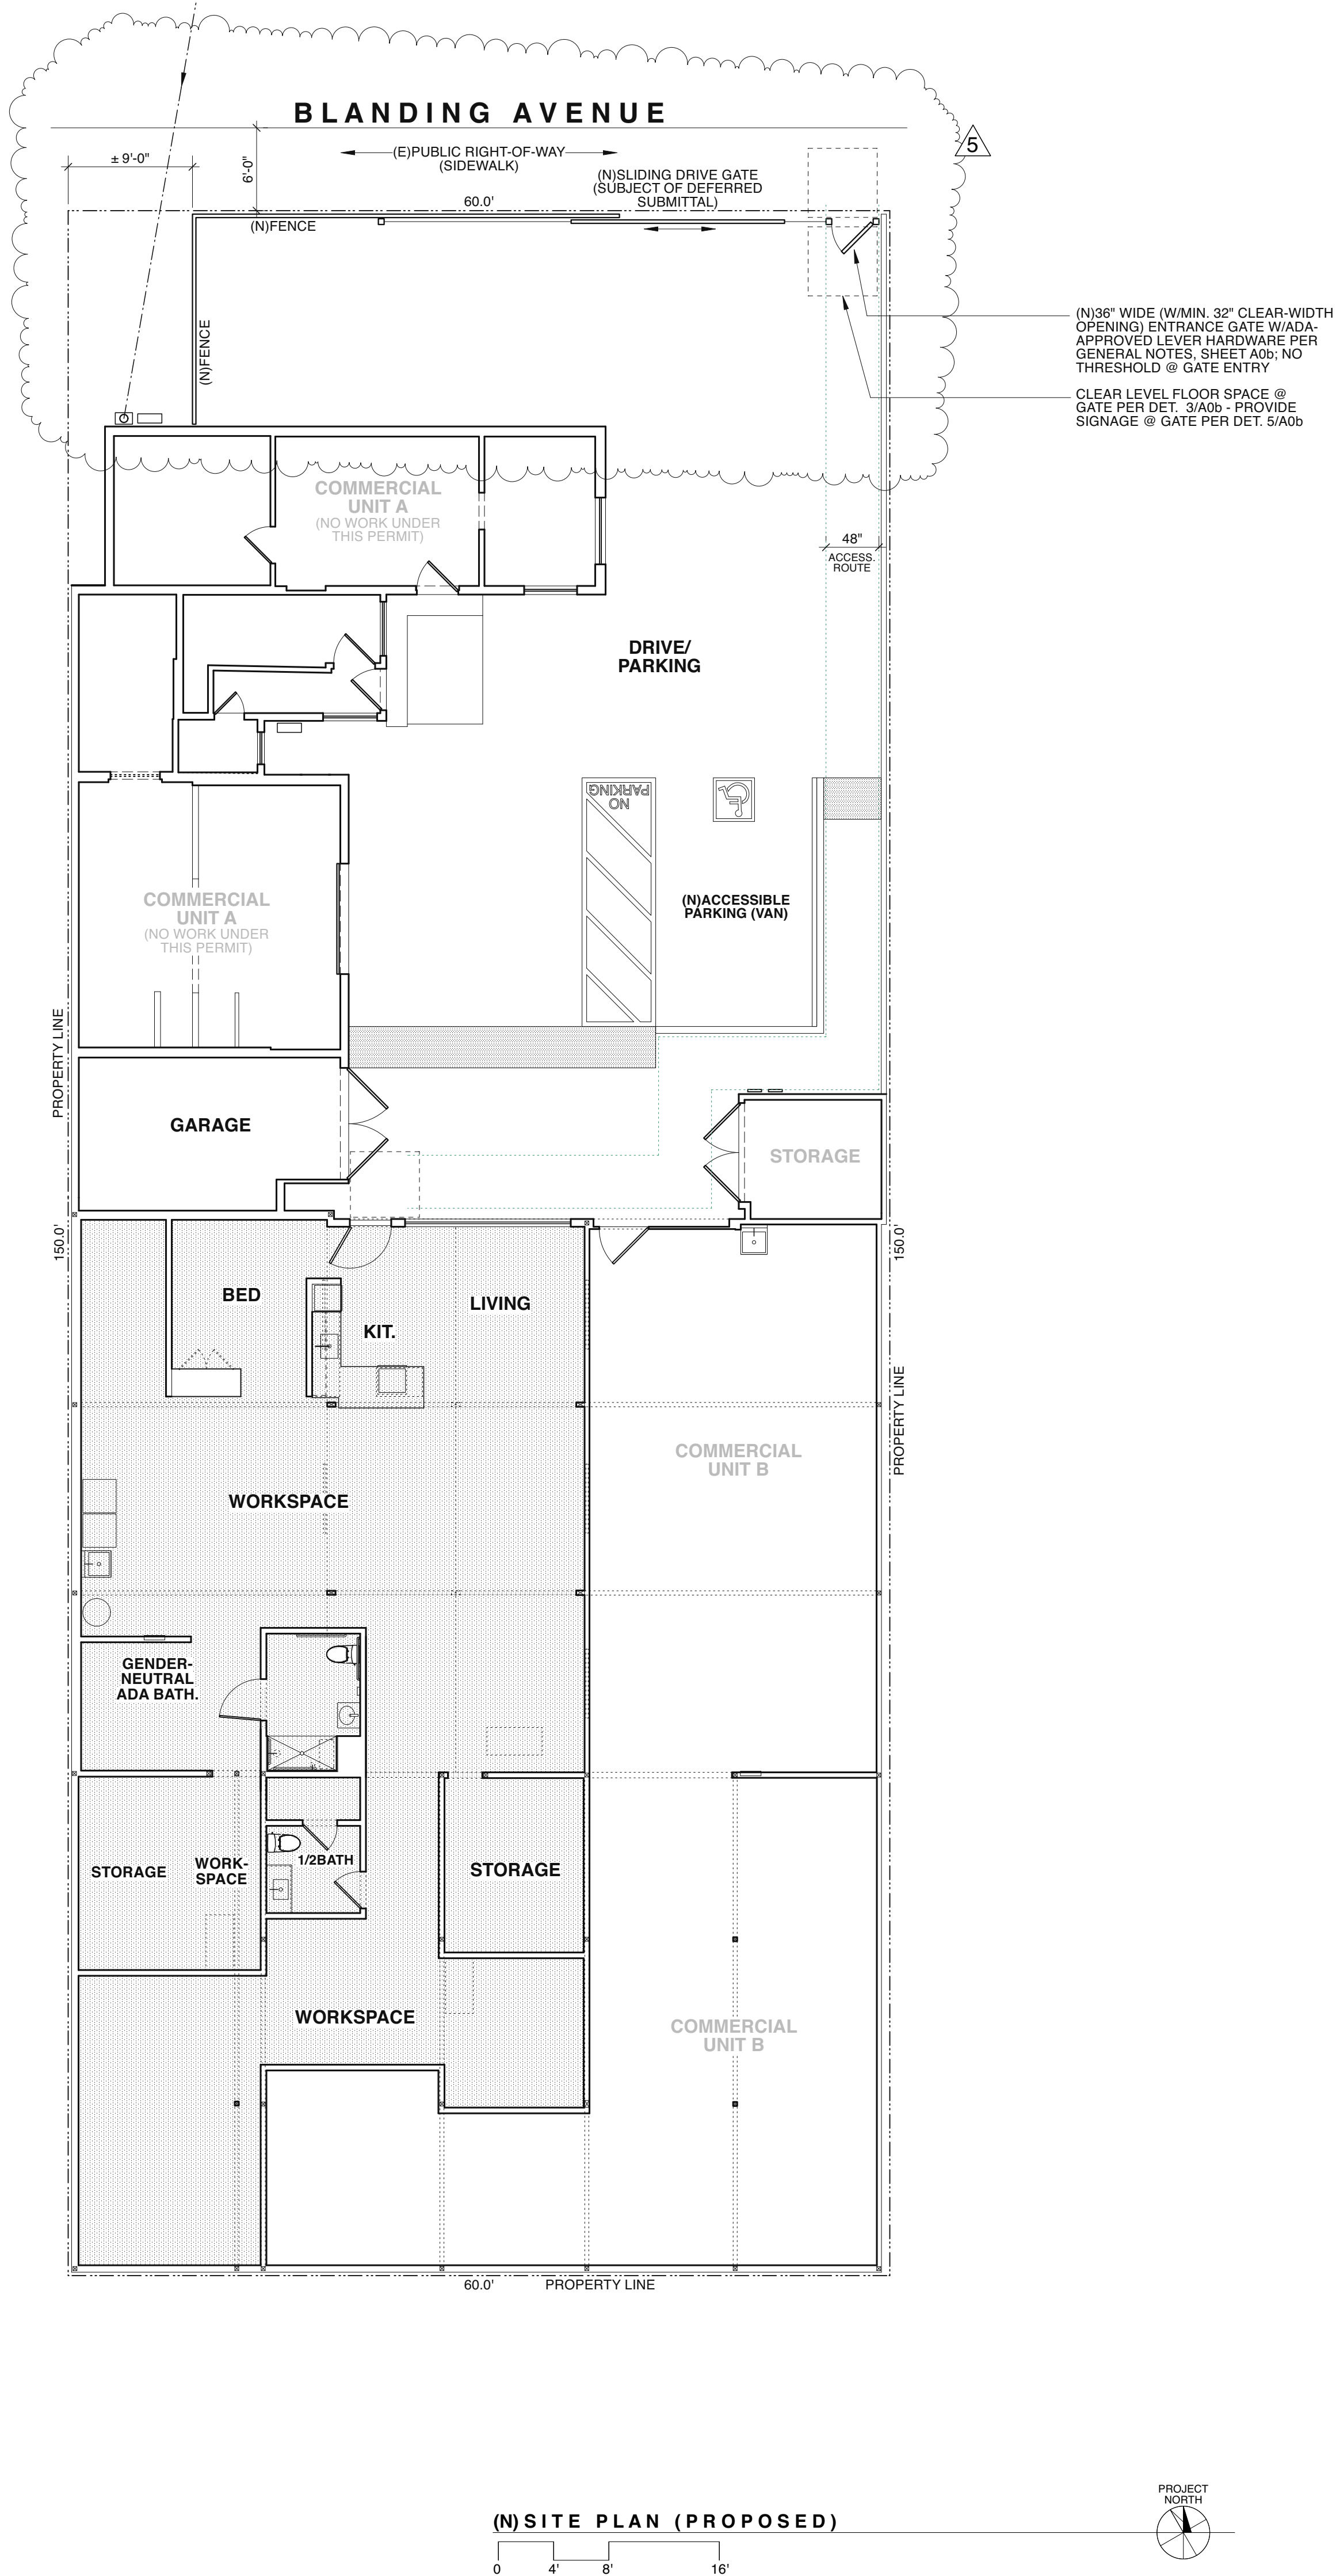 BLANDING AVENUE
5
± 9'-0"
6'-0"
(E)PUBLIC RIGHT-OF-WAY
(SIDEWALK)
(N)SLIDING DRIVE GATE
(SUBJECT OF DEFERRED
SUBMITTAL)
60.0'
(N)FENCE
(N)FENCE
(N)36" WIDE (W/MIN. 32" CLEAR-WIDTH
OPENING) ENTRANCE GATE W/ADA-
APPROVED LEVER HARDWARE PER
GENERAL NOTES, SHEET A0b; NO
THRESHOLD @ GATE ENTRY
CLEAR LEVEL FLOOR SPACE @
GATE PER DET. 3/A0b - PROVIDE
SIGNAGE @ GATE PER DET. 5/A0b
COMMERCIAL
UNIT A
(NO WORK UNDER
THIS PERMIT)
48"
ACCESS.
ROUTE
DRIVE/
PARKING
NO
PARKING
(N)ACCESSIBLE
PARKING (VAN)
COMMERCIAL
UNIT A
(NO WORK UNDER
THIS PERMIT)
PROPERTY LINE
GARAGE
STORAGE
150.0'
150.0'
BED
LIVING
KIT.
PROPERTY LINE
COMMERCIAL
UNIT B
WORKSPACE
GENDER-
NEUTRAL
ADA BATH.
1/2BATH
STORAGE
WORK-
SPACE
STORAGE
WORKSPACE
COMMERCIAL
UNIT B
60.0'
PROPERTY LINE
PROJECT
NORTH
(N)SITE PLAN (PROPOSED)
0 4' 8' 16'